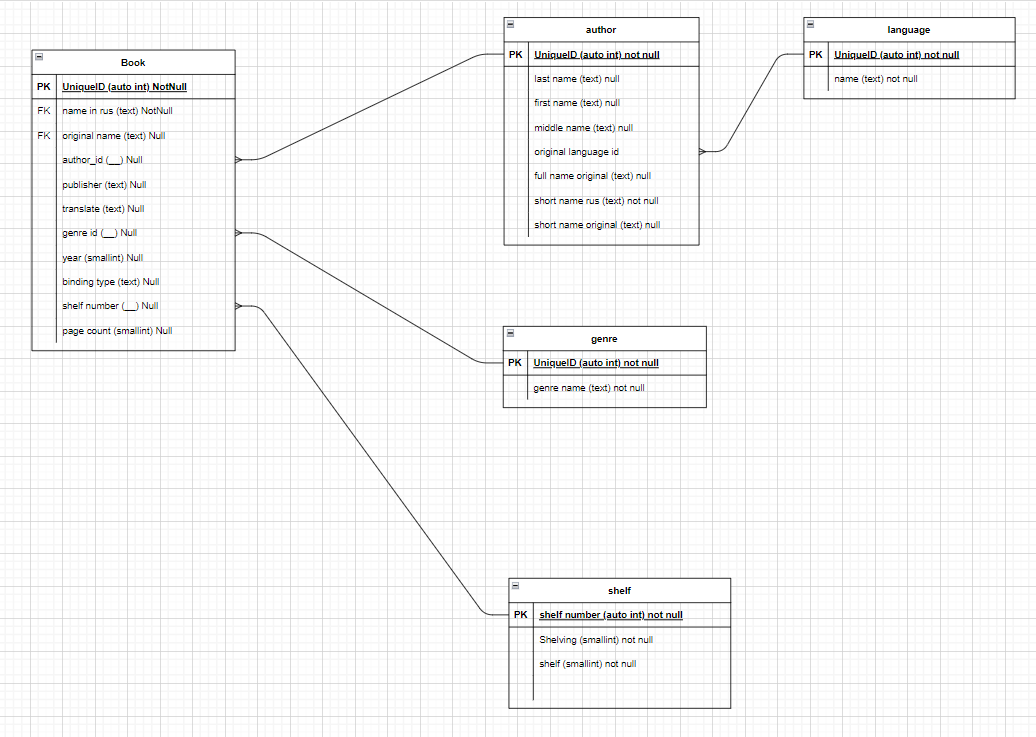 Book
PK UniqueID (auto int) NotNull
FK name in rus (text) NotNull
FK original name (text) Null
author_id (__) Null
publisher (text) Null
translate (text) Null
genre id (__) Null
year (smallint) Null
binding type (text) Null
shelf number (__) Null
page count (smallint) Null
author
PK UniqueID (auto int) not null
last name (text) null
first name (text) null
middle name (text) null
original language id
full name original (text) null
short name rus (text) not null
short name original (text) null
language
PK UniqueID (auto int) not null
name (text) not null
genre
PK UniqueID (auto int) not null
genre name (text) not null
shelf
PK shelf number (auto int) not null
Shelving (smallint) not null
shelf (smallint) not null